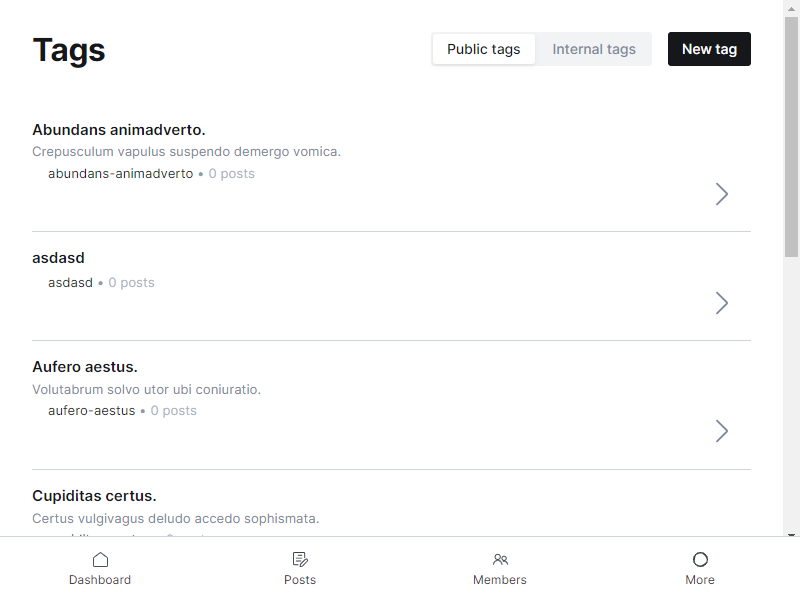 Tags
Public tags
Internal tags
New tag
Abundans animadverto.
Crepusculum vapulus suspendo demergo vomica.
abundans-animadverto • 0 posts
asdasd
asdasd • 0 posts
Aufero aestus.
Volutabrum solvo utor ubi coniuratio.
aufero-aestus • 0 posts
Cupiditas certus.
Certus vulgivagus deludo accedo sophismata.
Dashboard
Posts
Members
More